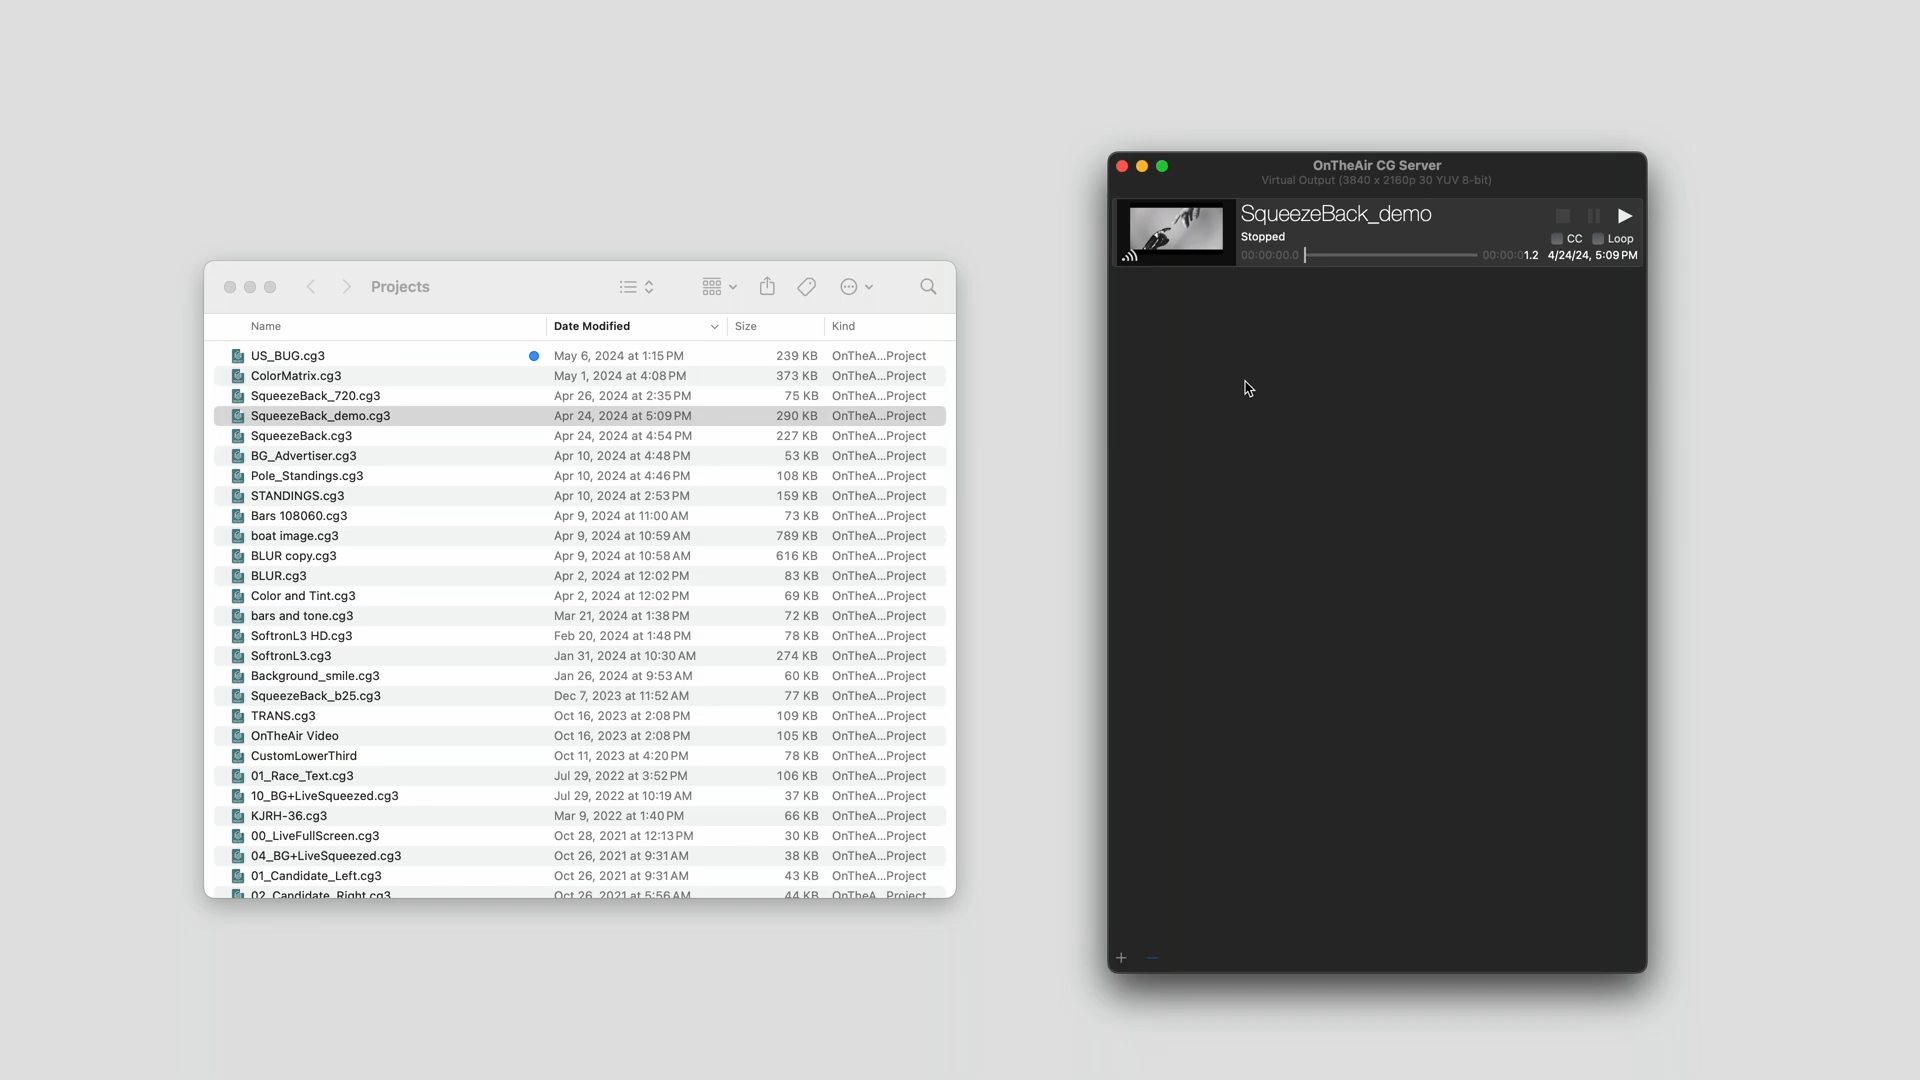 Projects
Name Date Modified Size Kind
US_BUG.cg3 May 6, 2024 at 1:15 PM 239 KB OnTheA...Project
ColorMatrix.cg3 May 1, 2024 at 4:08 PM 373 KB OnTheA...Project
SqueezeBack_720.cg3 Apr 26, 2024 at 2:35 PM 75 KB OnTheA...Project
SqueezeBack_demo.cg3 Apr 24, 2024 at 5:09 PM 290 KB OnTheA...Project
SqueezeBack.cg3 Apr 24, 2024 at 4:54 PM 227 KB OnTheA...Project
BG_Advertiser.cg3 Apr 10, 2024 at 4:48 PM 53 KB OnTheA...Project
Pole_Standings.cg3 Apr 10, 2024 at 4:46 PM 108 KB OnTheA...Project
STANDINGS.cg3 Apr 10, 2024 at 2:53 PM 159 KB OnTheA...Project
Bars 108060.cg3 Apr 9, 2024 at 11:00 AM 73 KB OnTheA...Project
boat image.cg3 Apr 9, 2024 at 10:59 AM 789 KB OnTheA...Project
BLUR copy.cg3 Apr 9, 2024 at 10:58 AM 616 KB OnTheA...Project
BLUR.cg3 Apr 2, 2024 at 12:02 PM 83 KB OnTheA...Project
Color and Tint.cg3 Apr 2, 2024 at 12:02 PM 69 KB OnTheA...Project
bars and tone.cg3 Mar 21, 2024 at 1:38 PM 72 KB OnTheA...Project
SoftronL3 HD.cg3 Feb 20, 2024 at 1:48 PM 78 KB OnTheA...Project
SoftronL3.cg3 Jan 31, 2024 at 10:30 AM 274 KB OnTheA...Project
Background_smile.cg3 Jan 26, 2024 at 9:53 AM 60 KB OnTheA...Project
SqueezeBack_b25.cg3 Dec 7, 2023 at 11:52 AM 77 KB OnTheA...Project
TRANS.cg3 Oct 16, 2023 at 2:08 PM 109 KB OnTheA...Project
OnTheAir Video Oct 16, 2023 at 2:08 PM 105 KB OnTheA...Project
CustomLowerThird Oct 11, 2023 at 4:20 PM 78 KB OnTheA...Project
01_Race_Text.cg3 Jul 29, 2022 at 3:52 PM 106 KB OnTheA...Project
10_BG+LiveSqueezed.cg3 Jul 29, 2022 at 10:19 AM 37 KB OnTheA...Project
KJRH-36.cg3 Mar 9, 2022 at 1:40 PM 66 KB OnTheA...Project
00_LiveFullScreen.cg3 Oct 28, 2021 at 12:13 PM 30 KB OnTheA...Project
04_BG+LiveSqueezed.cg3 Oct 26, 2021 at 9:31 AM 38 KB OnTheA...Project
01_Candidate_Left.cg3 Oct 26, 2021 at 9:31 AM 43 KB OnTheA...Project
02_Candidate_Right.cg3 Oct 26, 2021 at 5:56 AM 44 KB OnTheA...Project
OnTheAir CG Server
Virtual Output (3840 x 2160p 30 YUV 8-bit)
SqueezeBack_demo
Stopped CC Loop
00:00:00.0 00:00:01.2 4/24/24, 5:09 PM